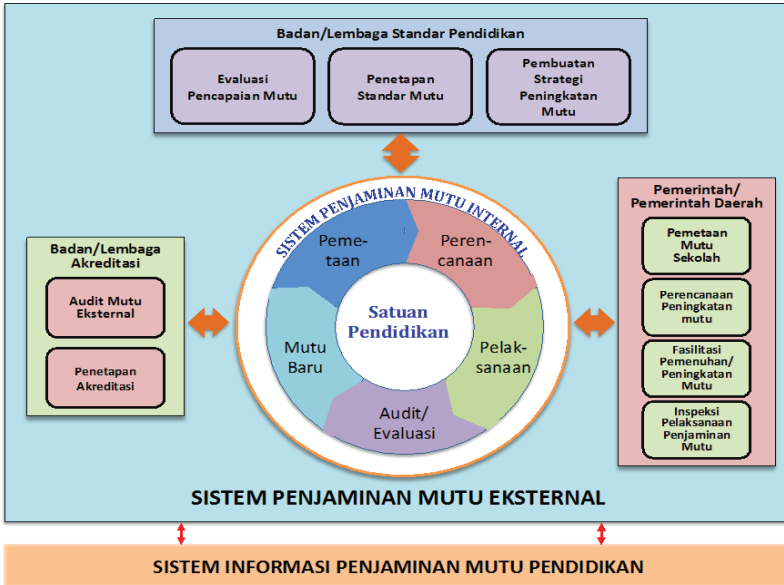 Badan/Lembaga Standar Pendidikan
Evaluasi
Pencapaian Mutu
Penetapan
Standar Mutu
Pembuatan
Strategi
Peningkatan
Mutu
SISTEM PENJAMINAN MUTU INTERNAL
Peme-
taan
Peren-
canaan
Pelak-
sanaan
Audit/
Evaluasi
Mutu
Baru
Satuan
Pendidikan
Badan/Lembaga
Akreditasi
Audit Mutu
Eksternal
Penetapan
Akreditasi
Pemerintah/
Pemerintah Daerah
Pemetaan
Mutu
Sekolah
Perencanaan
Peningkatan
mutu
Fasilitasi
Pemenuhan/
Peningkatan
Mutu
Inspeksi
Pelaksanaan
Penjaminan
Mutu
SISTEM PENJAMINAN MUTU EKSTERNAL
SISTEM INFORMASI PENJAMINAN MUTU PENDIDIKAN